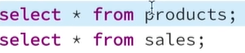 select * from products;
select * from sales;